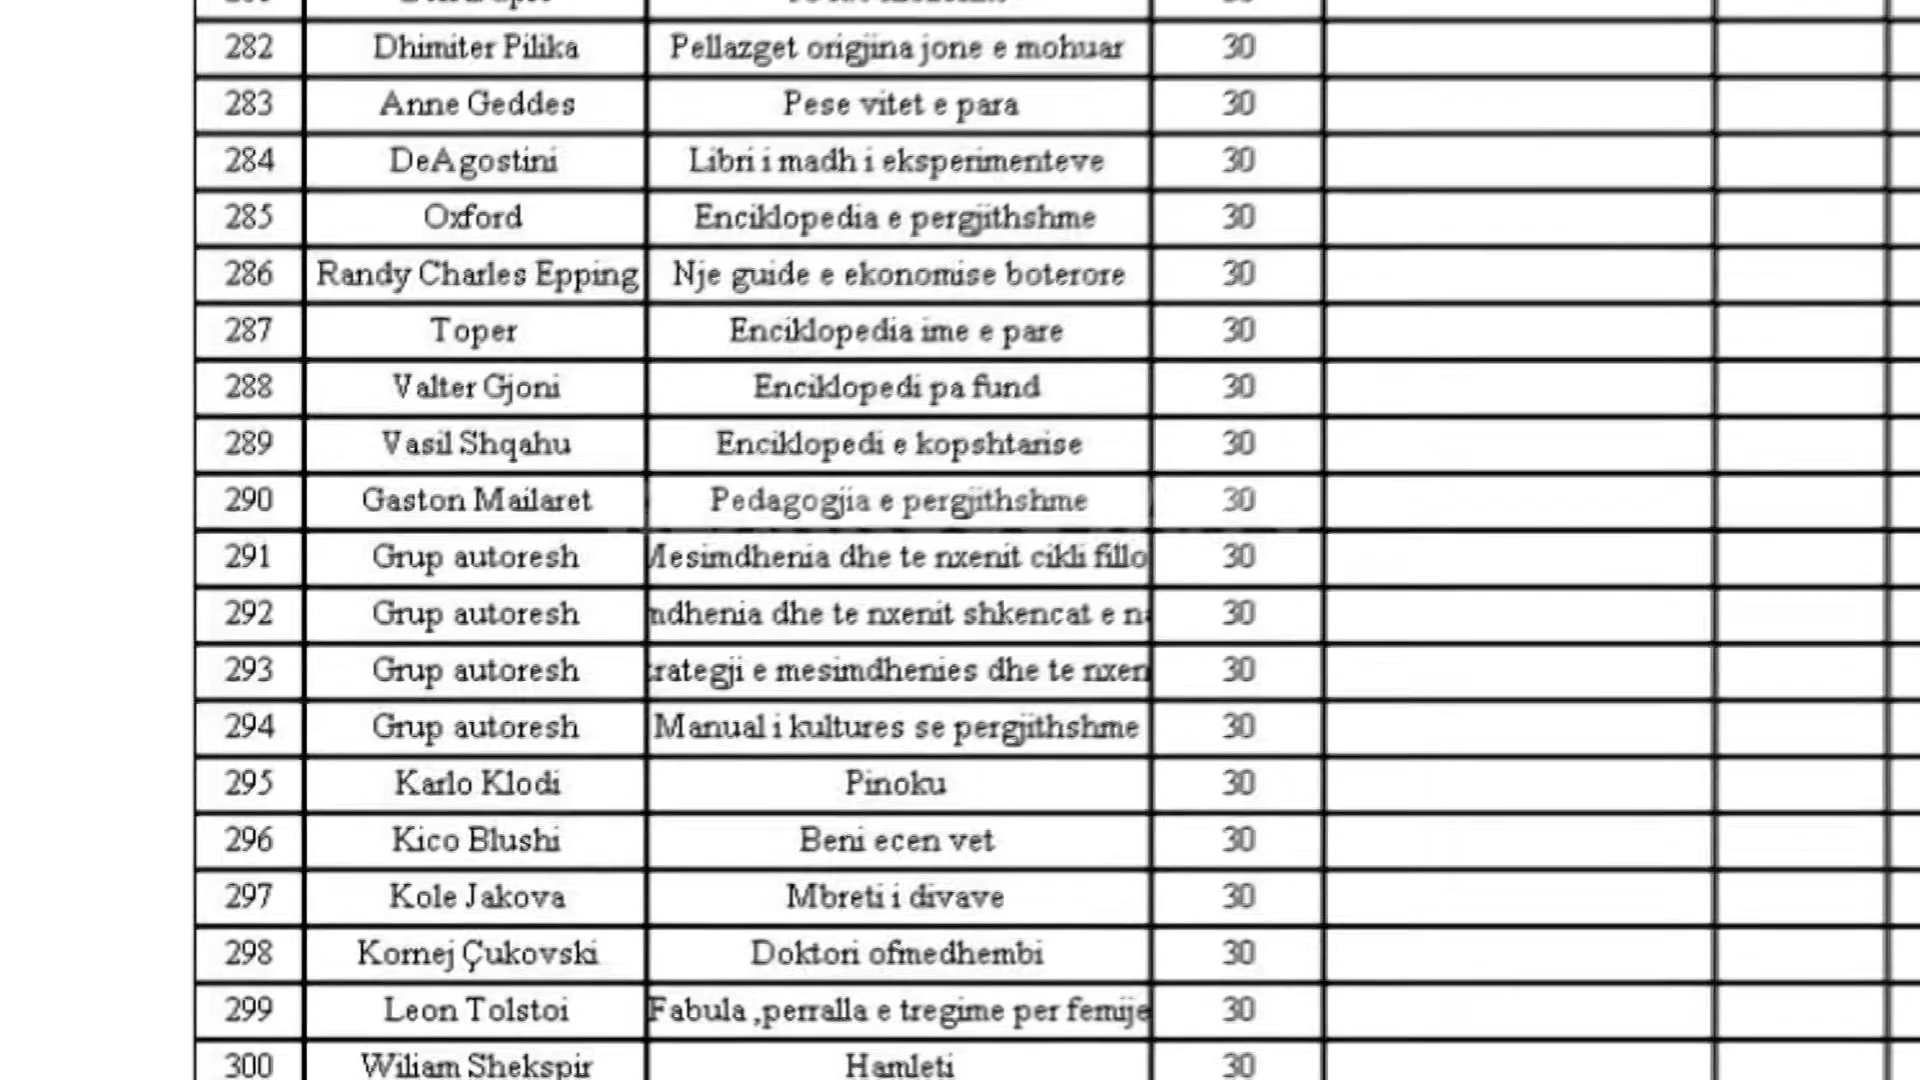 282 Dhimiter Pilika Pellazget origjina jone e mohuar 30
283 Anne Geddes Pese vitet e para 30
284 DeAgostini Libri i madh i eksperimenteve 30
285 Oxford Enciklopedia e pergjithshme 30
286 Randy Charles Epping Nje guide e ekonomise boterore 30
287 Toper Enciklopedia ime e pare 30
288 Valter Gjoni Enciklopedi pa fund 30
289 Vasil Shqahu Enciklopedi e kopshtarise 30
290 Gaston Mailaret Pedagogjia e pergjithshme 30
291 Grup autoresh Mesimdhenia dhe te nxenit cikli fillo 30
292 Grup autoresh ndhenia dhe te nxenit shkencat e na 30
293 Grup autoresh trategji e mesimdhenies dhe te nxen 30
294 Grup autoresh Manual i kultures se pergjithshme 30
295 Karlo Klodi Pinoku 30
296 Kico Blushi Beni ecen vet 30
297 Kole Jakova Mbreti i divave 30
298 Kornej Çukovski Doktori ofmedhembi 30
299 Leon Tolstoi Fabula ,perralla e tregime per femije 30
300 Wiliam Shekspir Hamleti 30